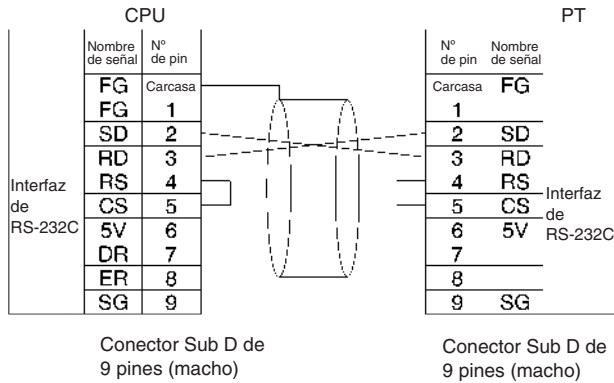 CPU
PT
Nombre de señal
Nº de pin
Nº de pin
Nombre de señal
FG Carcasa
Carcasa FG
FG 1
1
SD 2
2 SD
RD 3
3 RD
RS 4
4 RS
CS 5
5 CS
5V 6
6 5V
DR 7
7
ER 8
8
SG 9
9 SG
Interfaz
de
RS-232C
Interfaz
de
RS-232C
Conector Sub D de
9 pines (macho)
Conector Sub D de
9 pines (macho)